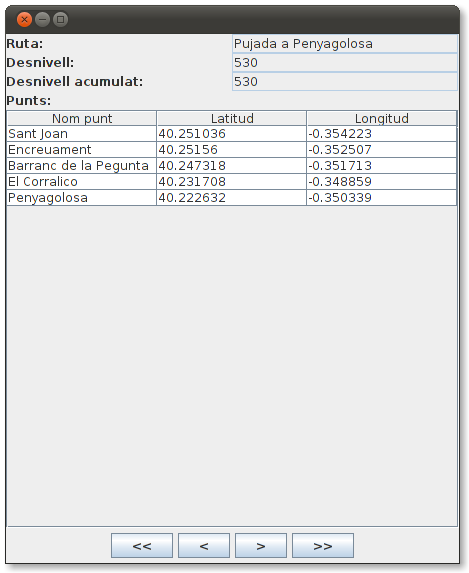 Ruta: Pujada a Penyagolosa
Desnivell: 530
Desnivell acumulat: 530
Punts:
Nom punt Latitud Longitud
Sant Joan 40.251036 -0.354223
Encreuament 40.25156 -0.352507
Barranc de la Pegunta 40.247318 -0.351713
El Corralico 40.231708 -0.348859
Penyagolosa 40.222632 -0.350339
<< < > >>